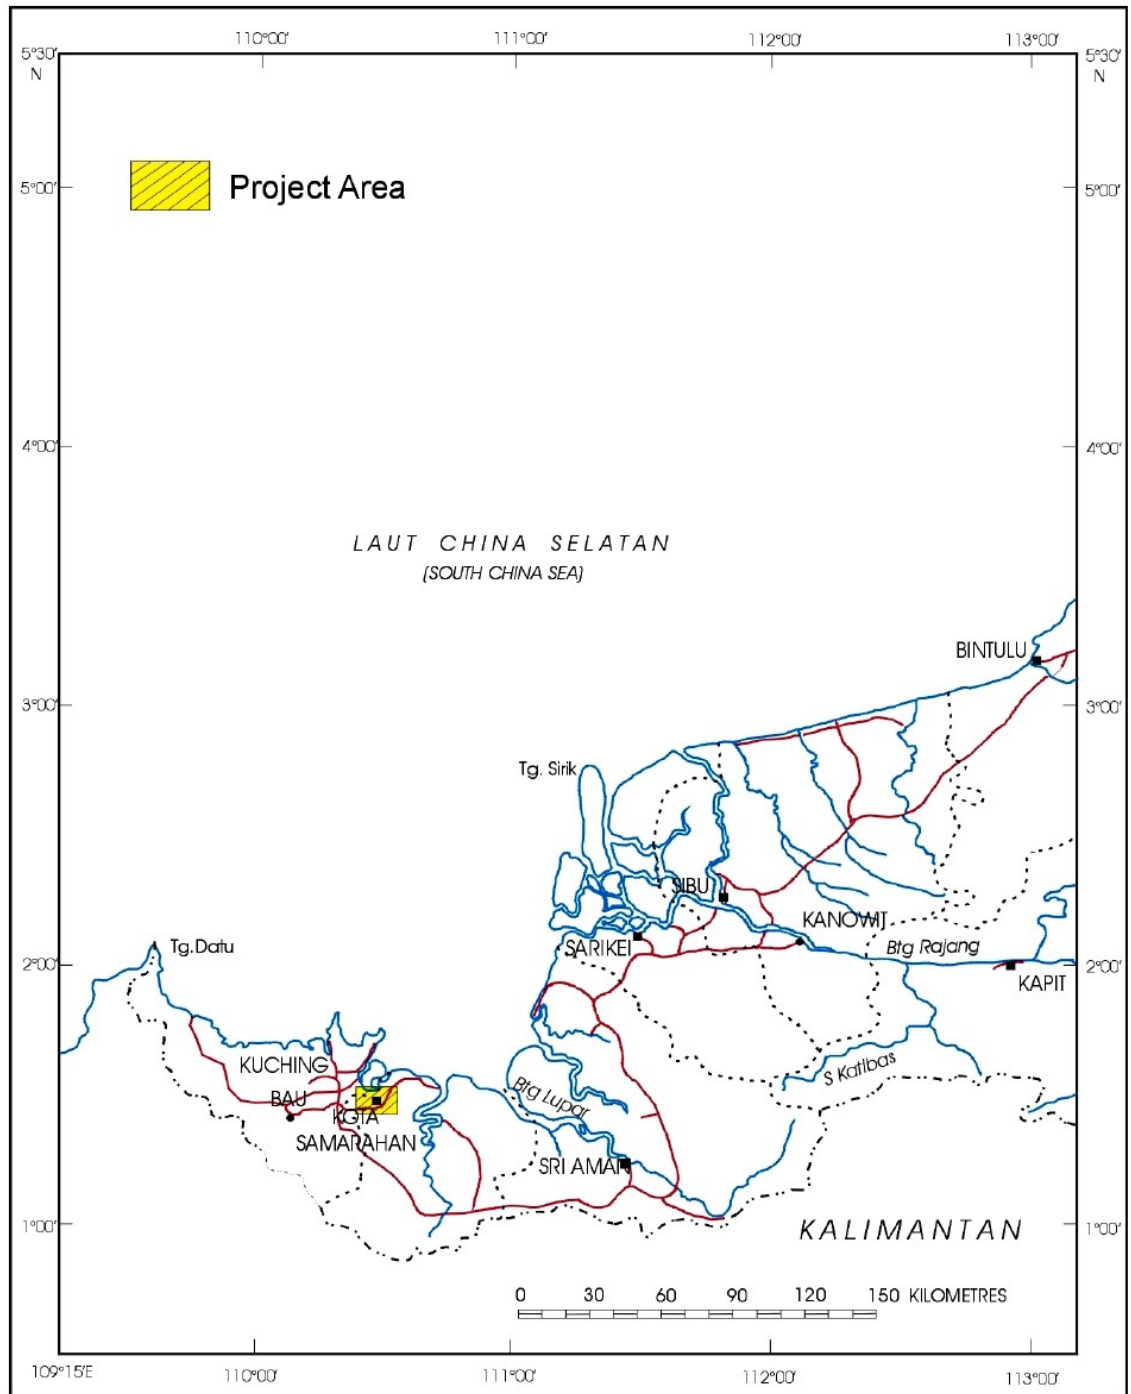 110°00' 111°00' 112°00' 113°00'
5°30' N
5°30' N
Project Area
5°00' 5°00'
4°00' 4°00'
LAUT CHINA SELATAN
(SOUTH CHINA SEA)
BINTULU
3°00' 3°00'
Tg. Sirik
SIBU
KANOWIT
SARIKEI
Btg Rajang
Tg.Datu
2°00' 2°00'
KAPIT
KUCHING
S Katibas
BAU
Btg Lupar
KOTA
SAMARAHAN
SRI AMAN
1°00' 1°00'
KALIMANTAN
0 30 60 90 120 150 KILOMETRES
109°15'E
110°00' 111°00' 112°00' 113°00'